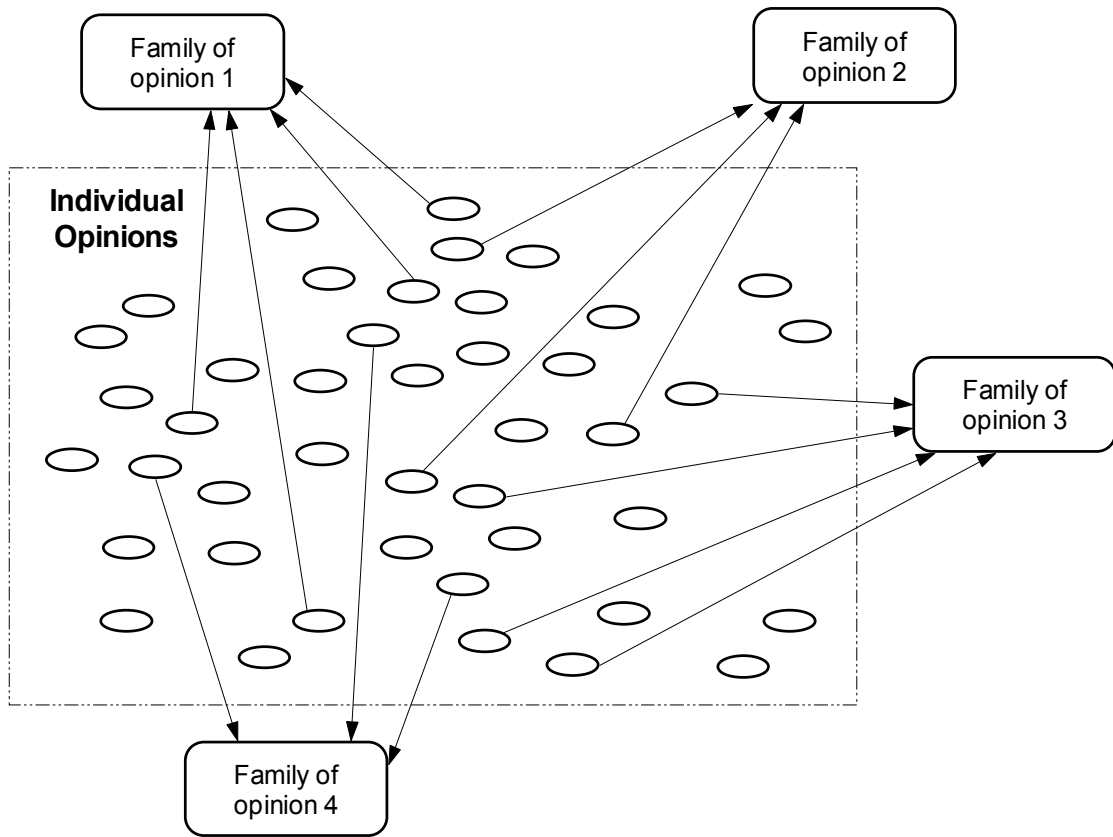 Family of
opinion 1
Family of
opinion 2
Individual
Opinions
Family of
opinion 3
Family of
opinion 4